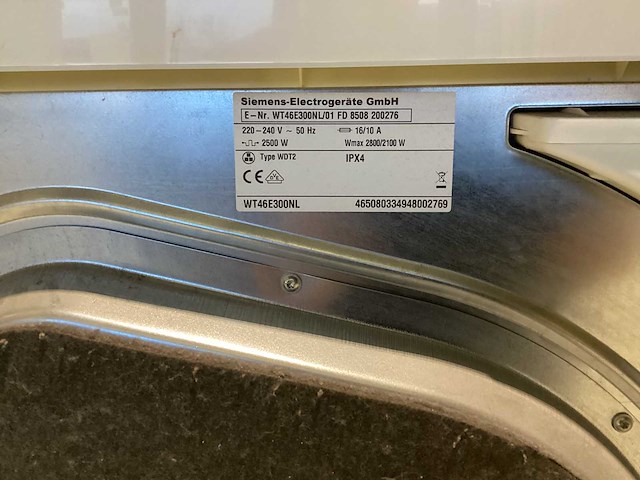 Siemens-Electrogeräte GmbH
E-Nr. WT46E300NL/01 FD 8508 200276
220-240 V ~ 50 Hz 16/10 A
2500 W Wmax 2800/2100 W
Type WDT2 IPX4
CE
WT46E300NL 465080334948002769